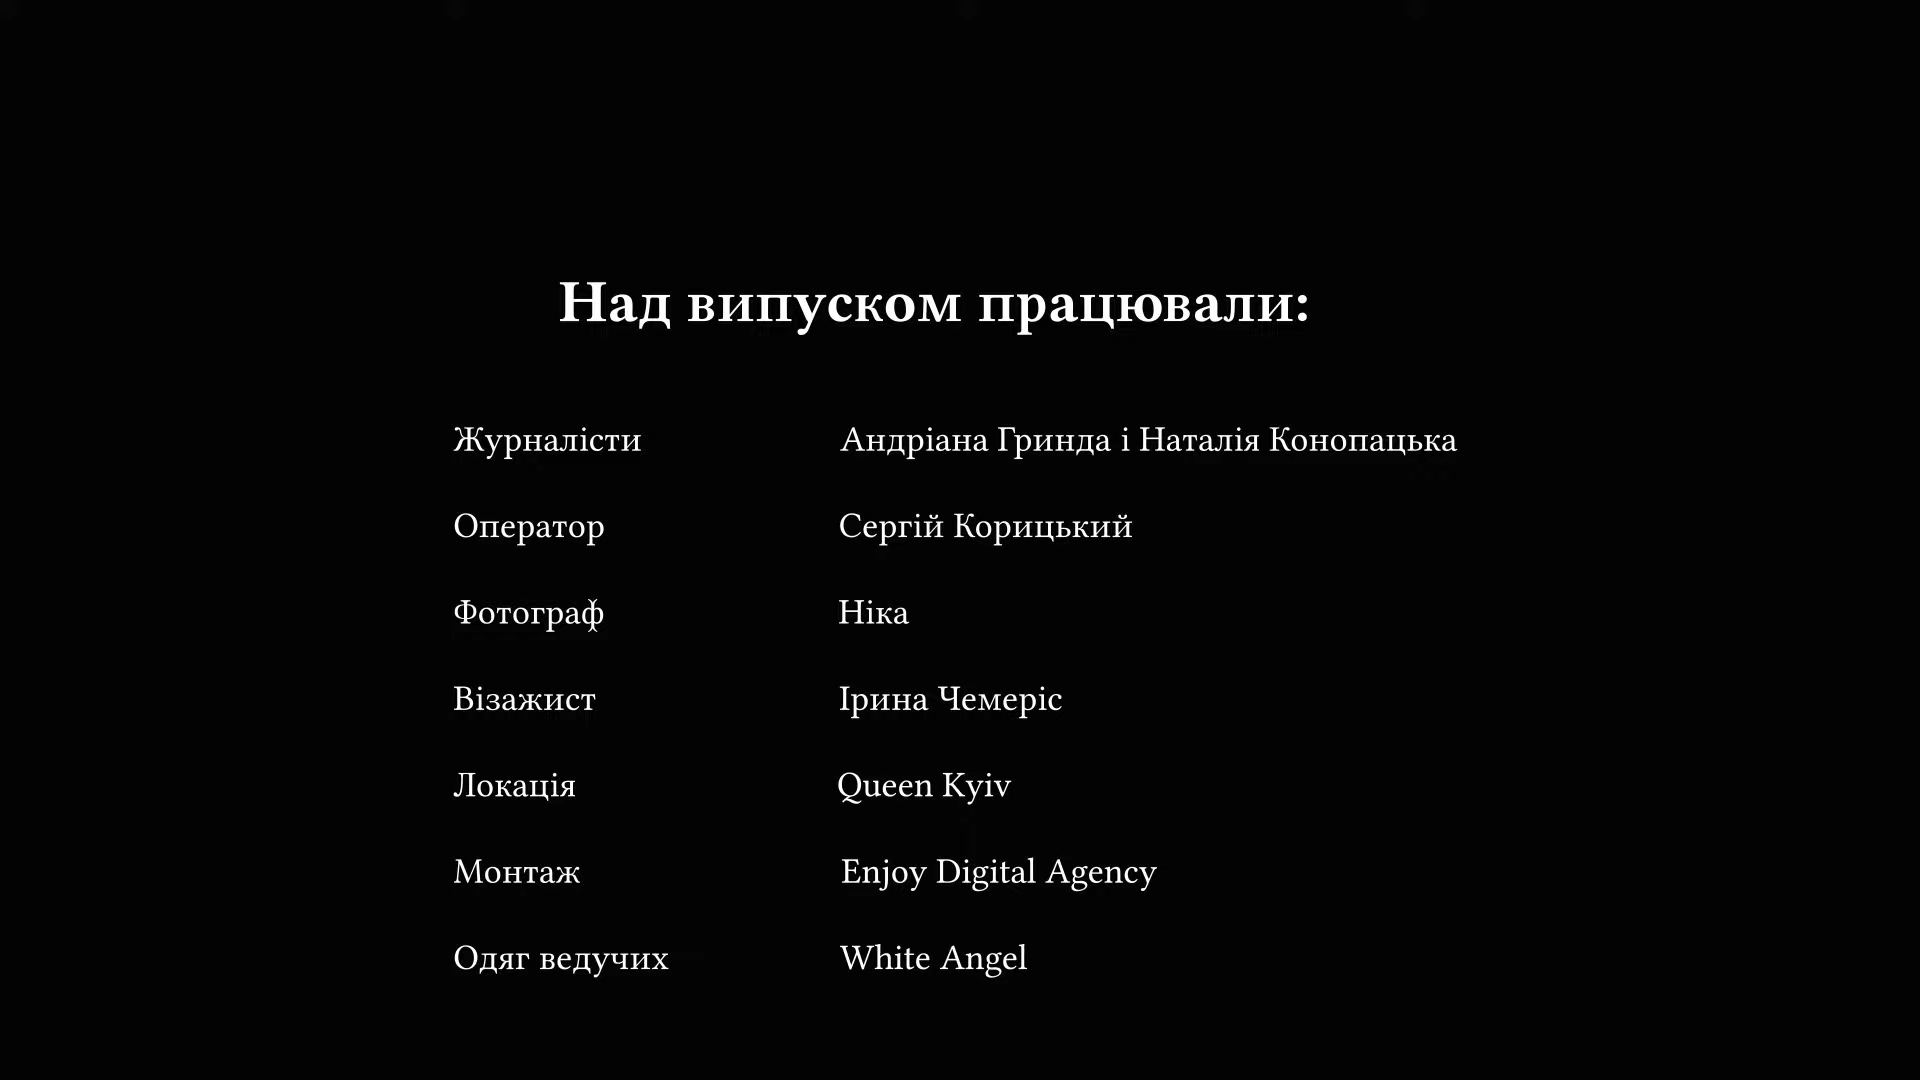 Над випуском працювали:
Журналісти Андріана Гринда і Наталія Конопацька
Оператор Сергій Корицький
Фотограф Ніка
Візажист Ірина Чемеріс
Локація Queen Kyiv
Монтаж Enjoy Digital Agency
Одяг ведучих White Angel